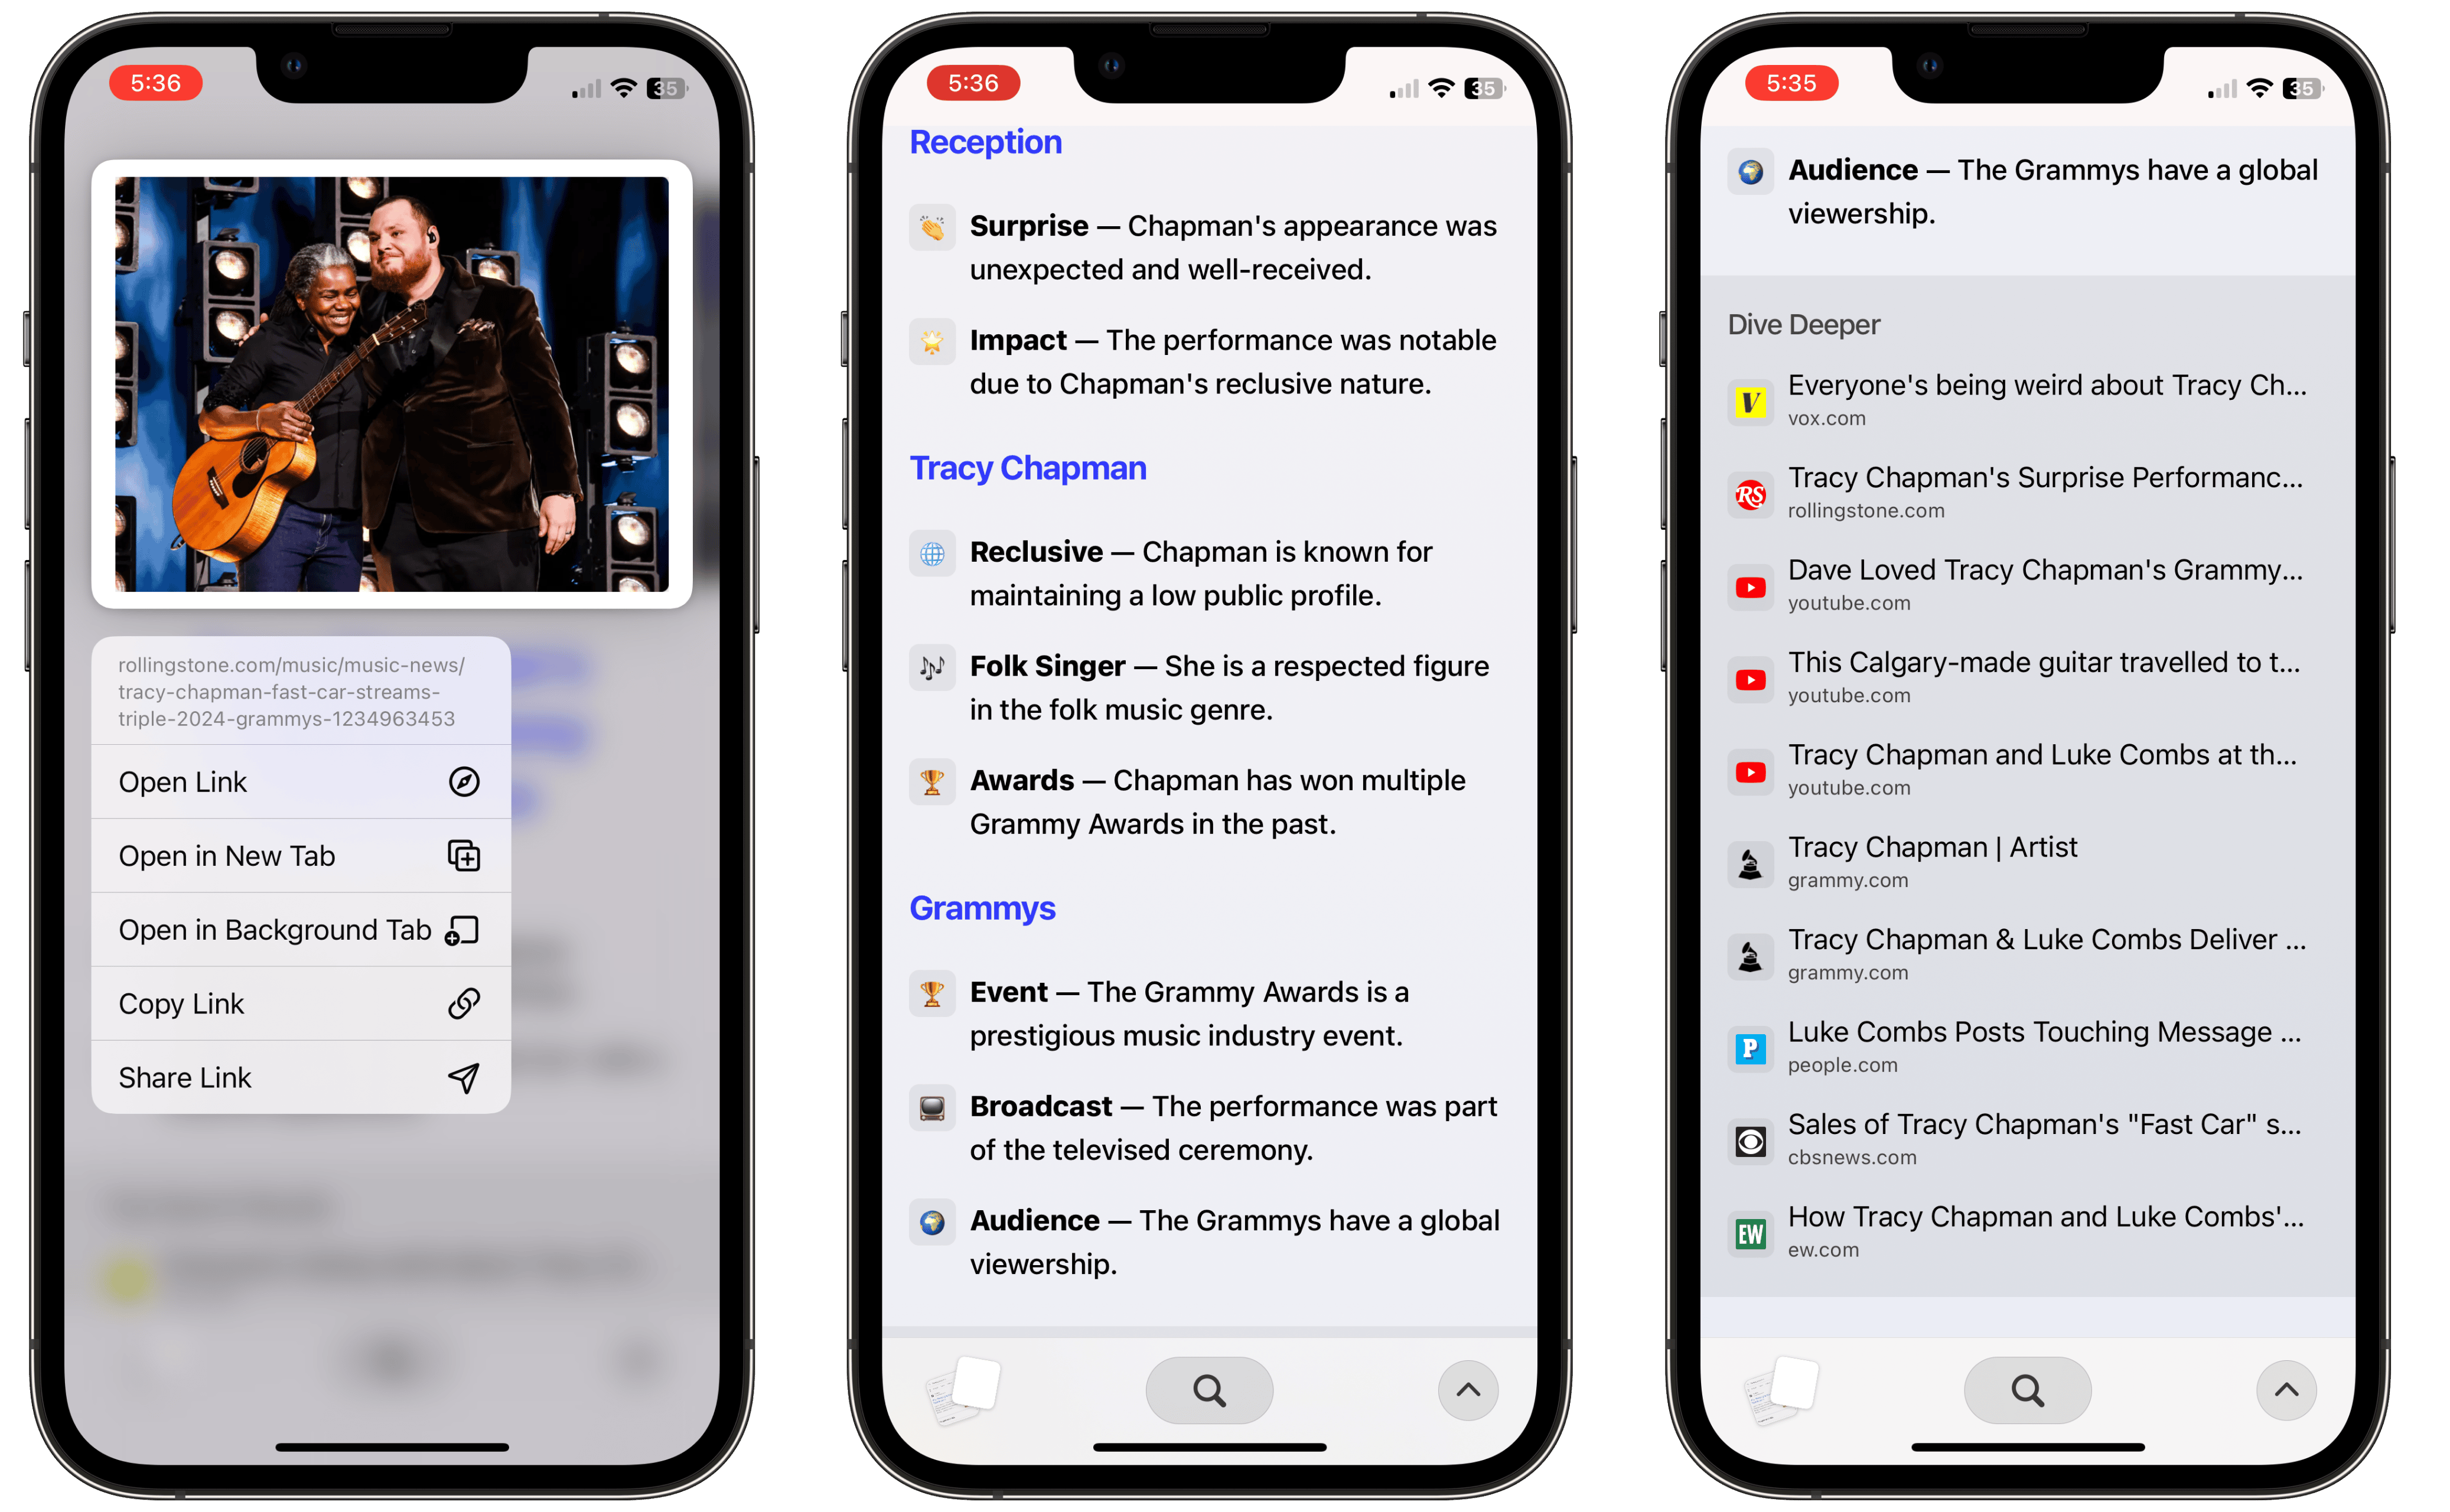 5:36
35
rollingstone.com/music/music-news/
tracy-chapman-fast-car-streams-
triple-2024-grammys-1234963453
Open Link
Open in New Tab
Open in Background Tab
Copy Link
Share Link
5:36
35
Reception
Surprise — Chapman's appearance was
unexpected and well-received.
Impact — The performance was notable
due to Chapman's reclusive nature.
Tracy Chapman
Reclusive — Chapman is known for
maintaining a low public profile.
Folk Singer — She is a respected figure
in the folk music genre.
Awards — Chapman has won multiple
Grammy Awards in the past.
Grammys
Event — The Grammy Awards is a
prestigious music industry event.
Broadcast — The performance was part
of the televised ceremony.
Audience — The Grammys have a global
viewership.
5:35
35
Audience — The Grammys have a global
viewership.
Dive Deeper
V
Everyone's being weird about Tracy Ch...
vox.com
RS
Tracy Chapman's Surprise Performanc...
rollingstone.com
Dave Loved Tracy Chapman's Grammy...
youtube.com
This Calgary-made guitar travelled to t...
youtube.com
Tracy Chapman and Luke Combs at th...
youtube.com
Tracy Chapman | Artist
grammy.com
Tracy Chapman & Luke Combs Deliver ...
grammy.com
P
Luke Combs Posts Touching Message ...
people.com
Sales of Tracy Chapman's "Fast Car" s...
cbsnews.com
EW
How Tracy Chapman and Luke Combs'...
ew.com